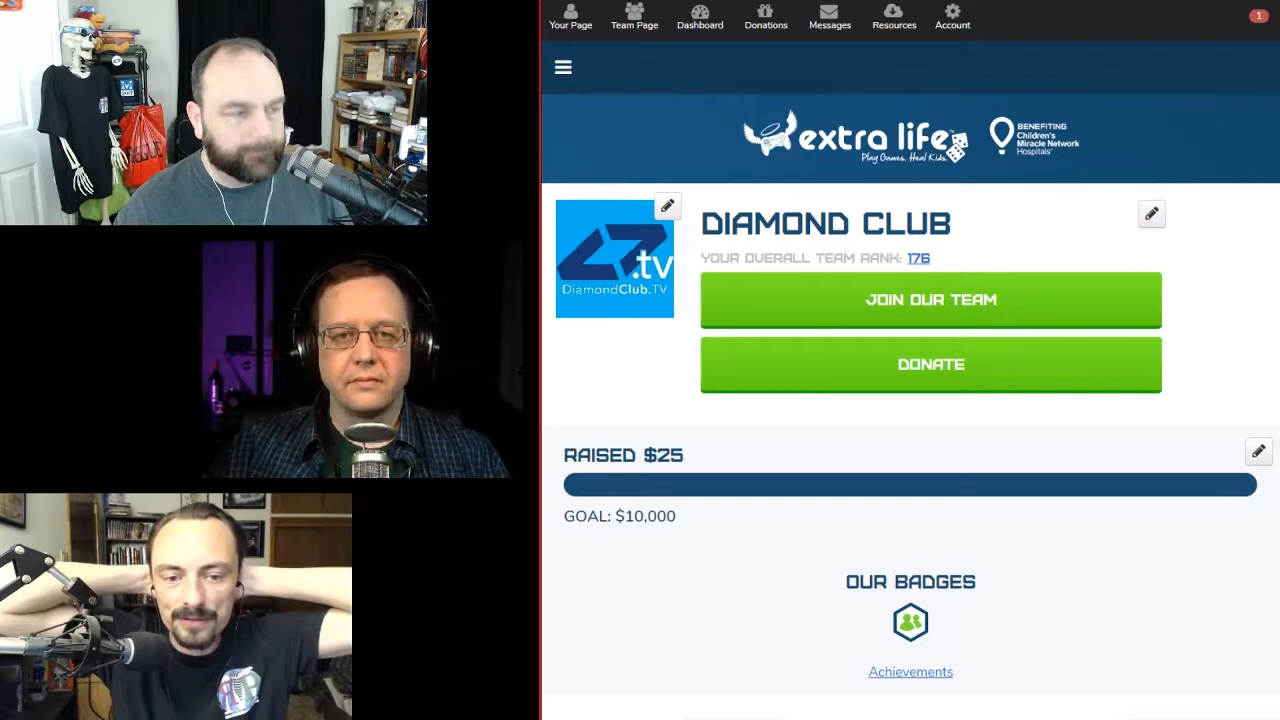 Your Page
Team Page
Dashboard
Donations
Messages
Resources
Account
1
extra life
Play Games. Heal Kids.
BENEFITING
Children's
Miracle Network
Hospitals
.tv
DiamondClub.TV
DIAMOND CLUB
YOUR OVERALL TEAM RANK: 176
JOIN OUR TEAM
DONATE
RAISED $25
GOAL: $10,000
OUR BADGES
Achievements